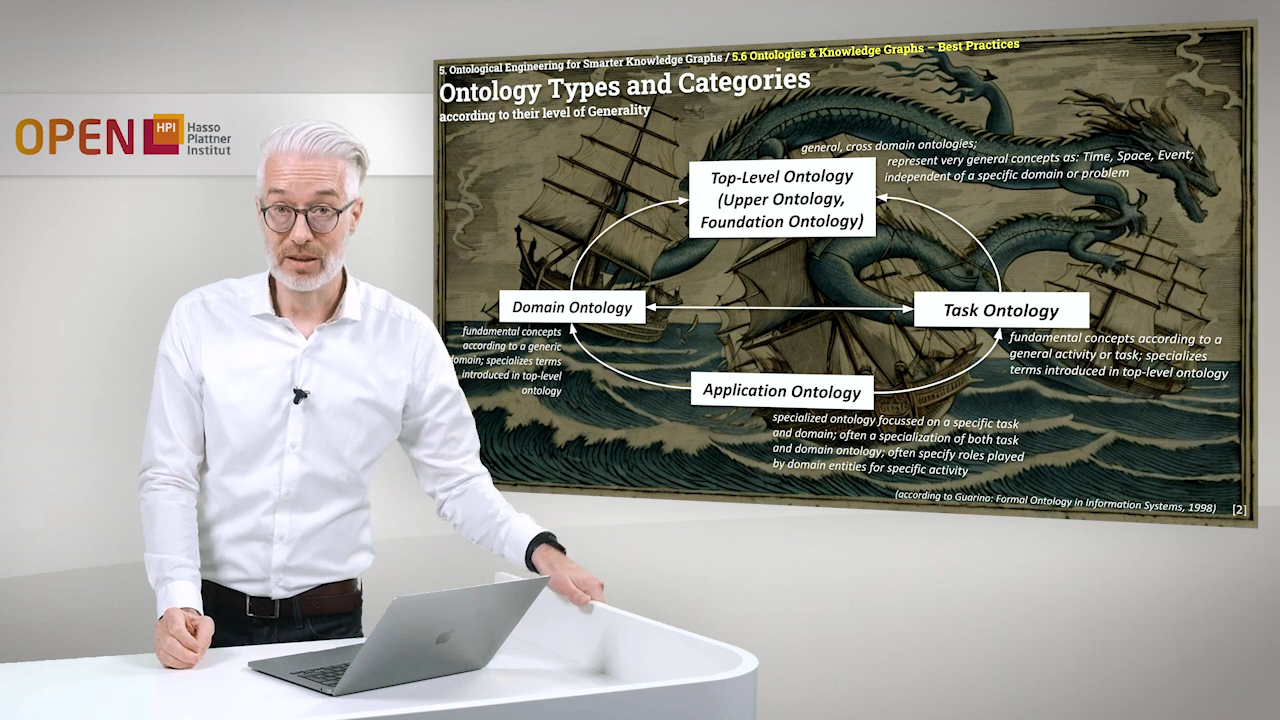 OPEN
HPI
Hasso
Plattner
Institut
5. Ontological Engineering for Smarter Knowledge Graphs / 5.6 Ontologies & Knowledge Graphs – Best Practices
Ontology Types and Categories
according to their level of Generality
general, cross domain ontologies;
represent very general concepts as: Time, Space, Event;
independent of a specific domain or problem
Top-Level Ontology
(Upper Ontology,
Foundation Ontology)
Domain Ontology
Task Ontology
fundamental concepts
according to a generic
domain; specializes terms
introduced in top-level
ontology
fundamental concepts according to a
general activity or task; specializes
terms introduced in top-level ontology
Application Ontology
specialized ontology focussed on a specific task
and domain; often a specialization of both task
and domain ontology; often specify roles played
by domain entities for specific activity
(according to Guarino: Formal Ontology in Information Systems, 1998)
[2]